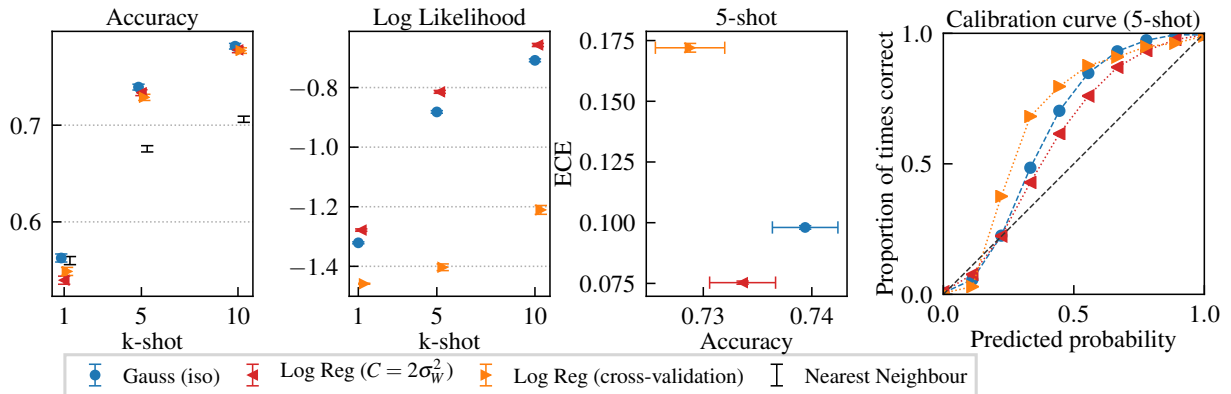 Accuracy
0.7
0.6
1
5
10
k-shot
Log Likelihood
−0.8
−1.0
−1.2
−1.4
1
5
10
k-shot
5-shot
ECE
0.175
0.150
0.125
0.100
0.075
0.73
0.74
Accuracy
Calibration curve (5-shot)
Proportion of times correct
1.0
0.5
0.0
0.0
0.5
1.0
Predicted probability
Gauss (iso)
Log Reg (C = 2σ_W^2)
Log Reg (cross-validation)
Nearest Neighbour